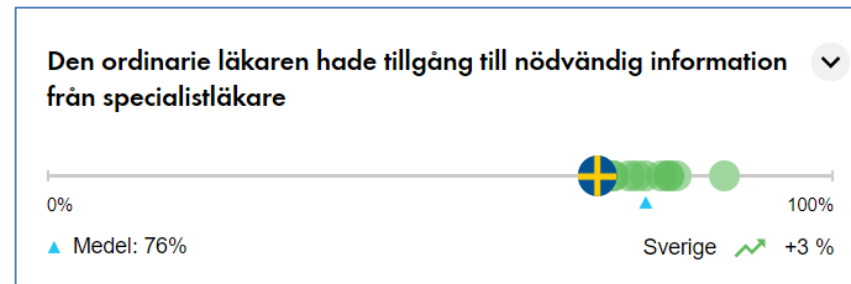 Den ordinarie läkaren hade tillgång till nödvändig information
från specialistläkare
0%
100%
Medel: 76%
Sverige +3 %